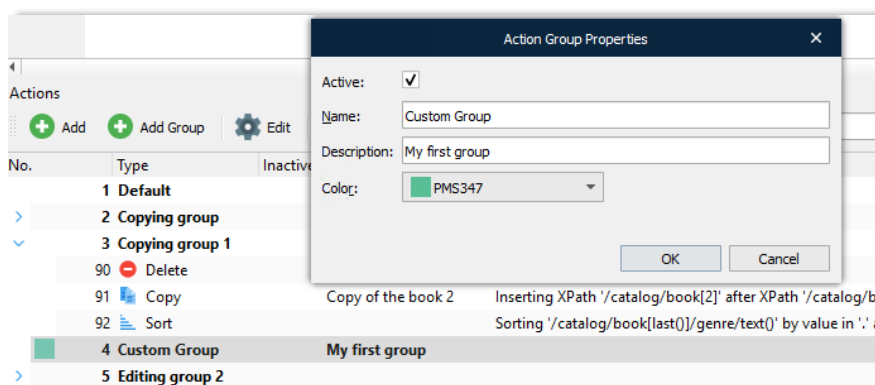 Action Group Properties
Active:
Actions
Name: Custom Group
Add Add Group Edit
Description: My first group
No. Type Inactive
Color: PMS347
1 Default
2 Copying group
3 Copying group 1
OK Cancel
90 Delete
91 Copy Copy of the book 2 Inserting XPath '/catalog/book[2]' after XPath '/catalog/b
92 Sort Sorting '/catalog/book[last()]/genre/text()' by value in '.' a
4 Custom Group My first group
5 Editing group 2